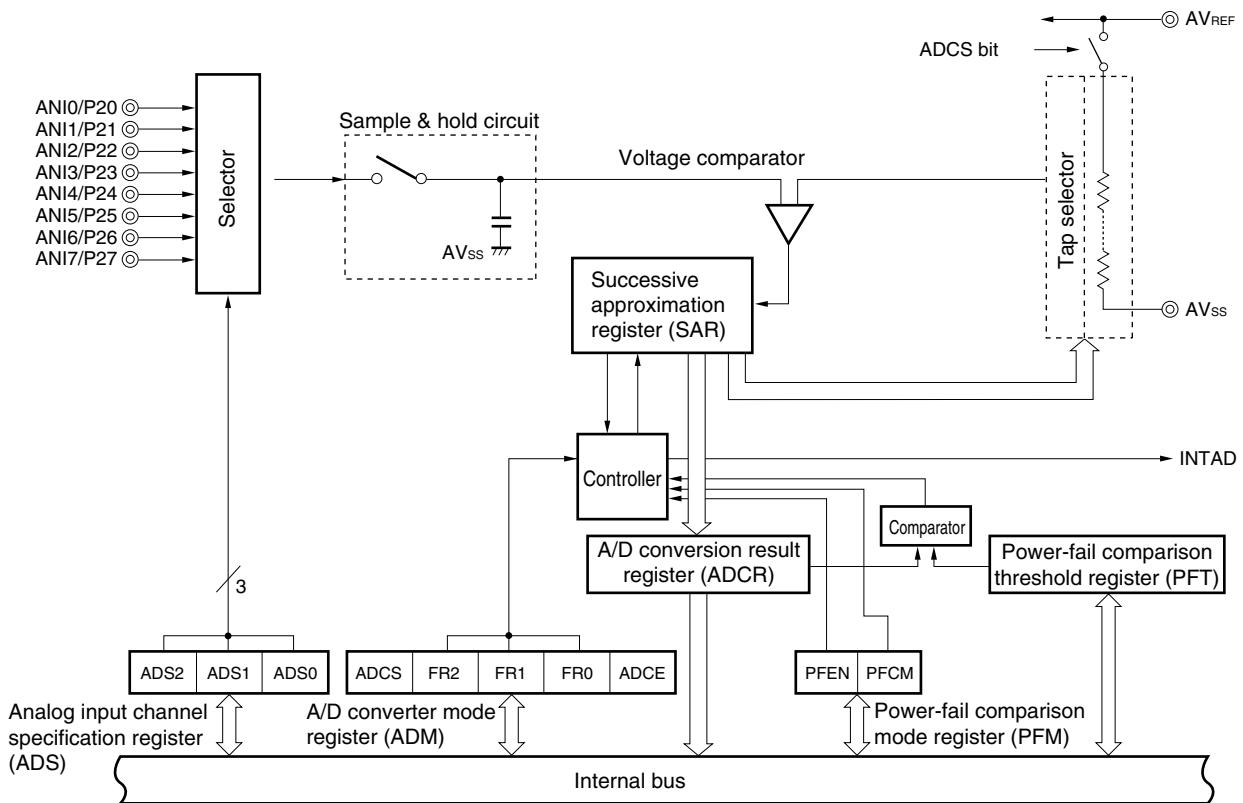 AVREF
ADCS bit
ANI0/P20
ANI1/P21
ANI2/P22
ANI3/P23
ANI4/P24
ANI5/P25
ANI6/P26
ANI7/P27
Selector
Sample & hold circuit
AVSS
Voltage comparator
Tap selector
AVSS
Successive
approximation
register (SAR)
Controller
INTAD
Comparator
A/D conversion result
register (ADCR)
Power-fail comparison
threshold register (PFT)
3
ADS2 ADS1 ADS0
ADCS FR2 FR1 FR0 ADCE
PFEN PFCM
Analog input channel
specification register
(ADS)
A/D converter mode
register (ADM)
Power-fail comparison
mode register (PFM)
Internal bus